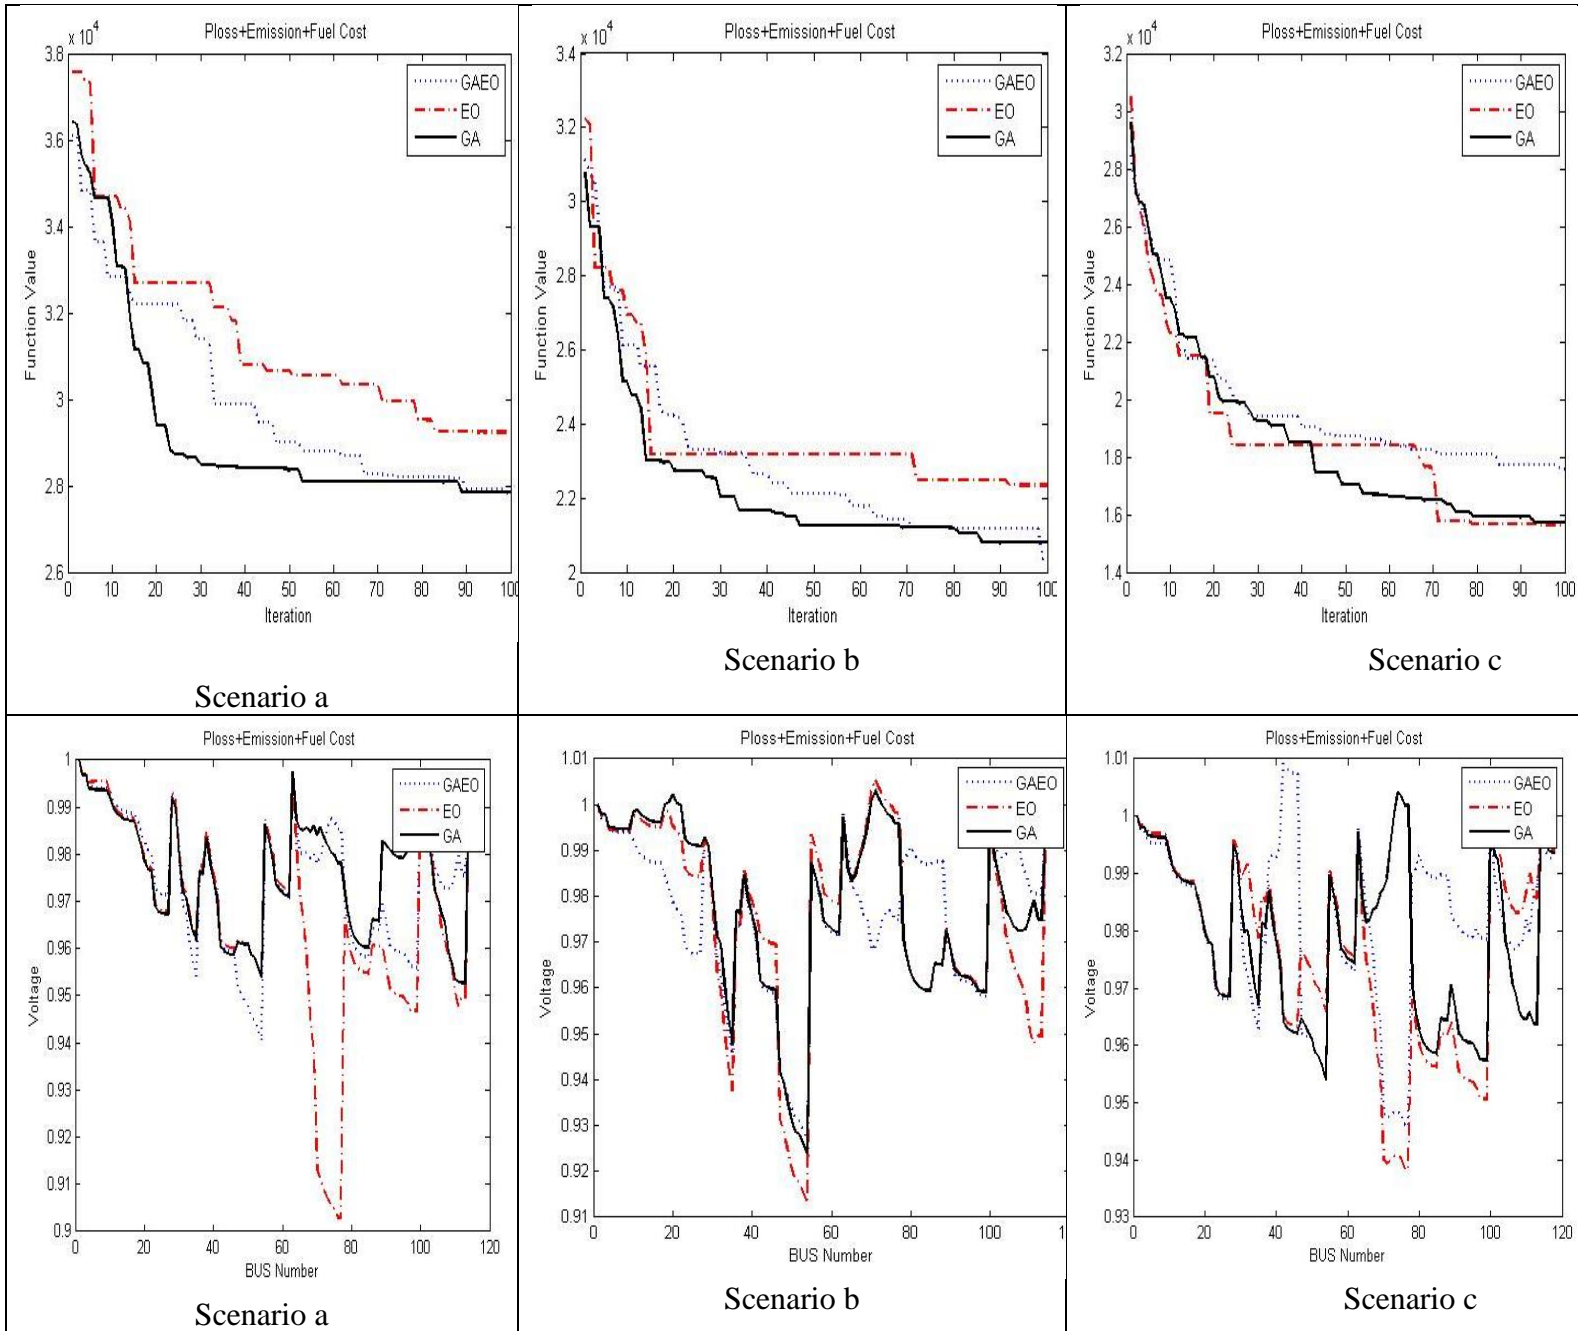 x 10^4
Ploss+Emission+Fuel Cost
3.8
3.6
3.4
3.2
3
2.8
2.6
Function Value
GAEO
EO
GA
0 10 20 30 40 50 60 70 80 90 100
Iteration
Scenario a
x 10^4
Ploss+Emission+Fuel Cost
3.4
3.2
3
2.8
2.6
2.4
2.2
2
Function Value
GAEO
EO
GA
0 10 20 30 40 50 60 70 80 90 100
Iteration
Scenario b
x 10^4
Ploss+Emission+Fuel Cost
3.2
3
2.8
2.6
2.4
2.2
2
1.8
1.6
1.4
Function Value
GAEO
EO
GA
0 10 20 30 40 50 60 70 80 90 100
Iteration
Scenario c
Ploss+Emission+Fuel Cost
1
0.99
0.98
0.97
0.96
0.95
0.94
0.93
0.92
0.91
0.9
Voltage
GAEO
EO
GA
0 20 40 60 80 100 120
BUS Number
Scenario a
Ploss+Emission+Fuel Cost
1.01
1
0.99
0.98
0.97
0.96
0.95
0.94
0.93
0.92
0.91
Voltage
GAEO
EO
GA
0 20 40 60 80 100
BUS Number
Scenario b
Ploss+Emission+Fuel Cost
1.01
1
0.99
0.98
0.97
0.96
0.95
0.94
0.93
Voltage
GAEO
EO
GA
0 20 40 60 80 100 120
BUS Number
Scenario c